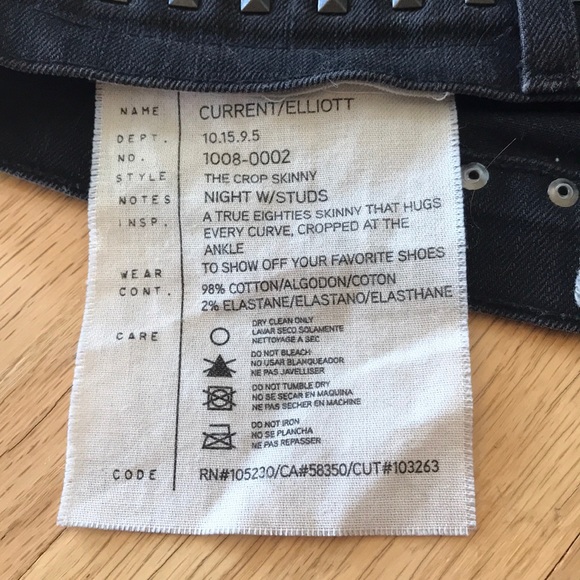 NAME CURRENT/ELLIOTT
DEPT. 10.15.9.5
NO. 1008-0002
STYLE THE CROP SKINNY
NOTES NIGHT W/STUDS
INSP. A TRUE EIGHTIES SKINNY THAT HUGS
EVERY CURVE, CROPPED AT THE
ANKLE
WEAR TO SHOW OFF YOUR FAVORITE SHOES
CONT. 98% COTTON/ALGODON/COTON
2% ELASTANE/ELASTANO/ELASTHANE
CARE DRY CLEAN ONLY
LAVAR SECO SOLAMENTE
NETTOYAGE A SEC
DO NOT BLEACH
NO USAR BLANQUEADOR
NE PAS JAVELLISER
DO NOT TUMBLE DRY
NO SE SECAR EN MAQUINA
NE PAS SECHER EN MACHINE
DO NOT IRON
NO SE PLANCHA
NE PAS REPASSER
CODE RN#105230/CA#58350/CUT#103263